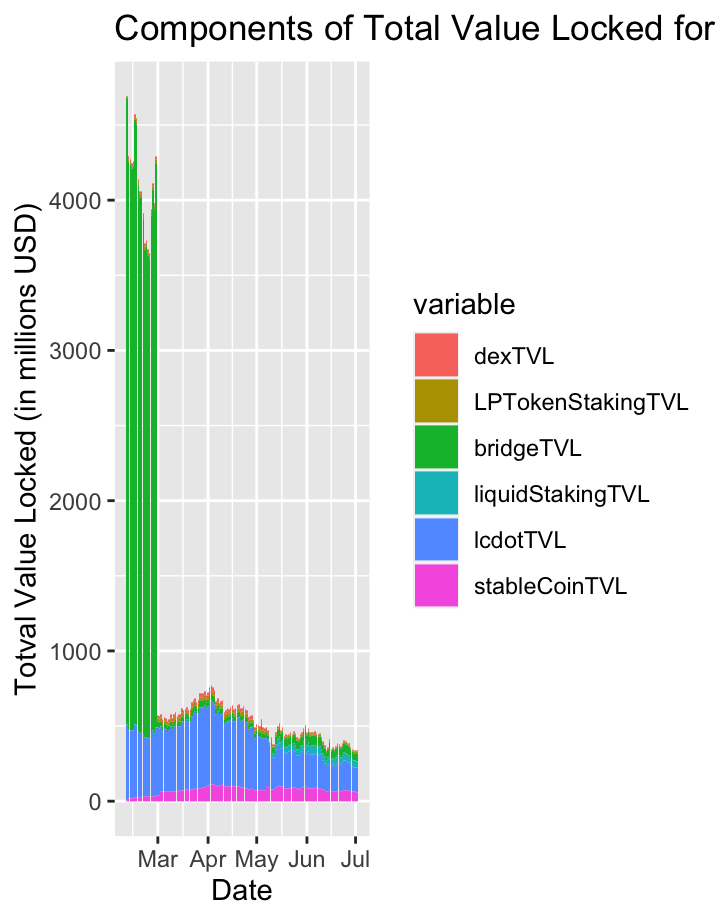 Components of Total Value Locked for
Totval Value Locked (in millions USD)
4000
3000
2000
1000
0
Mar Apr May Jun Jul
Date
variable
dexTVL
LPTokenStakingTVL
bridgeTVL
liquidStakingTVL
lcdotTVL
stableCoinTVL